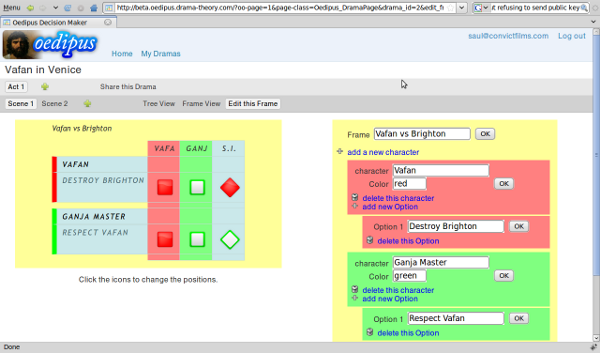 Menu
http://beta.oedipus.drama-theory.com/?oo-page=1&page-class=Oedipus_DramaPage&drama_id=2&edit_fr
ut refusing to send public key
Oedipus Decision Maker
oedipus
saul@convictfilms.com Log out
Home My Dramas
Vafan in Venice
Act 1 Share this Drama
Scene 1 Scene 2 Tree View Frame View Edit this Frame
Vafan vs Brighton
VAFA GANJ S.I.
VAFAN
DESTROY BRIGHTON
GANJA MASTER
RESPECT VAFAN
Click the icons to change the positions.
Frame Vafan vs Brighton OK
add a new character
character Vafan
Color red OK
delete this character
add new Option
Option 1 Destroy Brighton OK
delete this Option
character Ganja Master
Color green OK
delete this character
add new Option
Option 1 Respect Vafan OK
delete this Option
Done